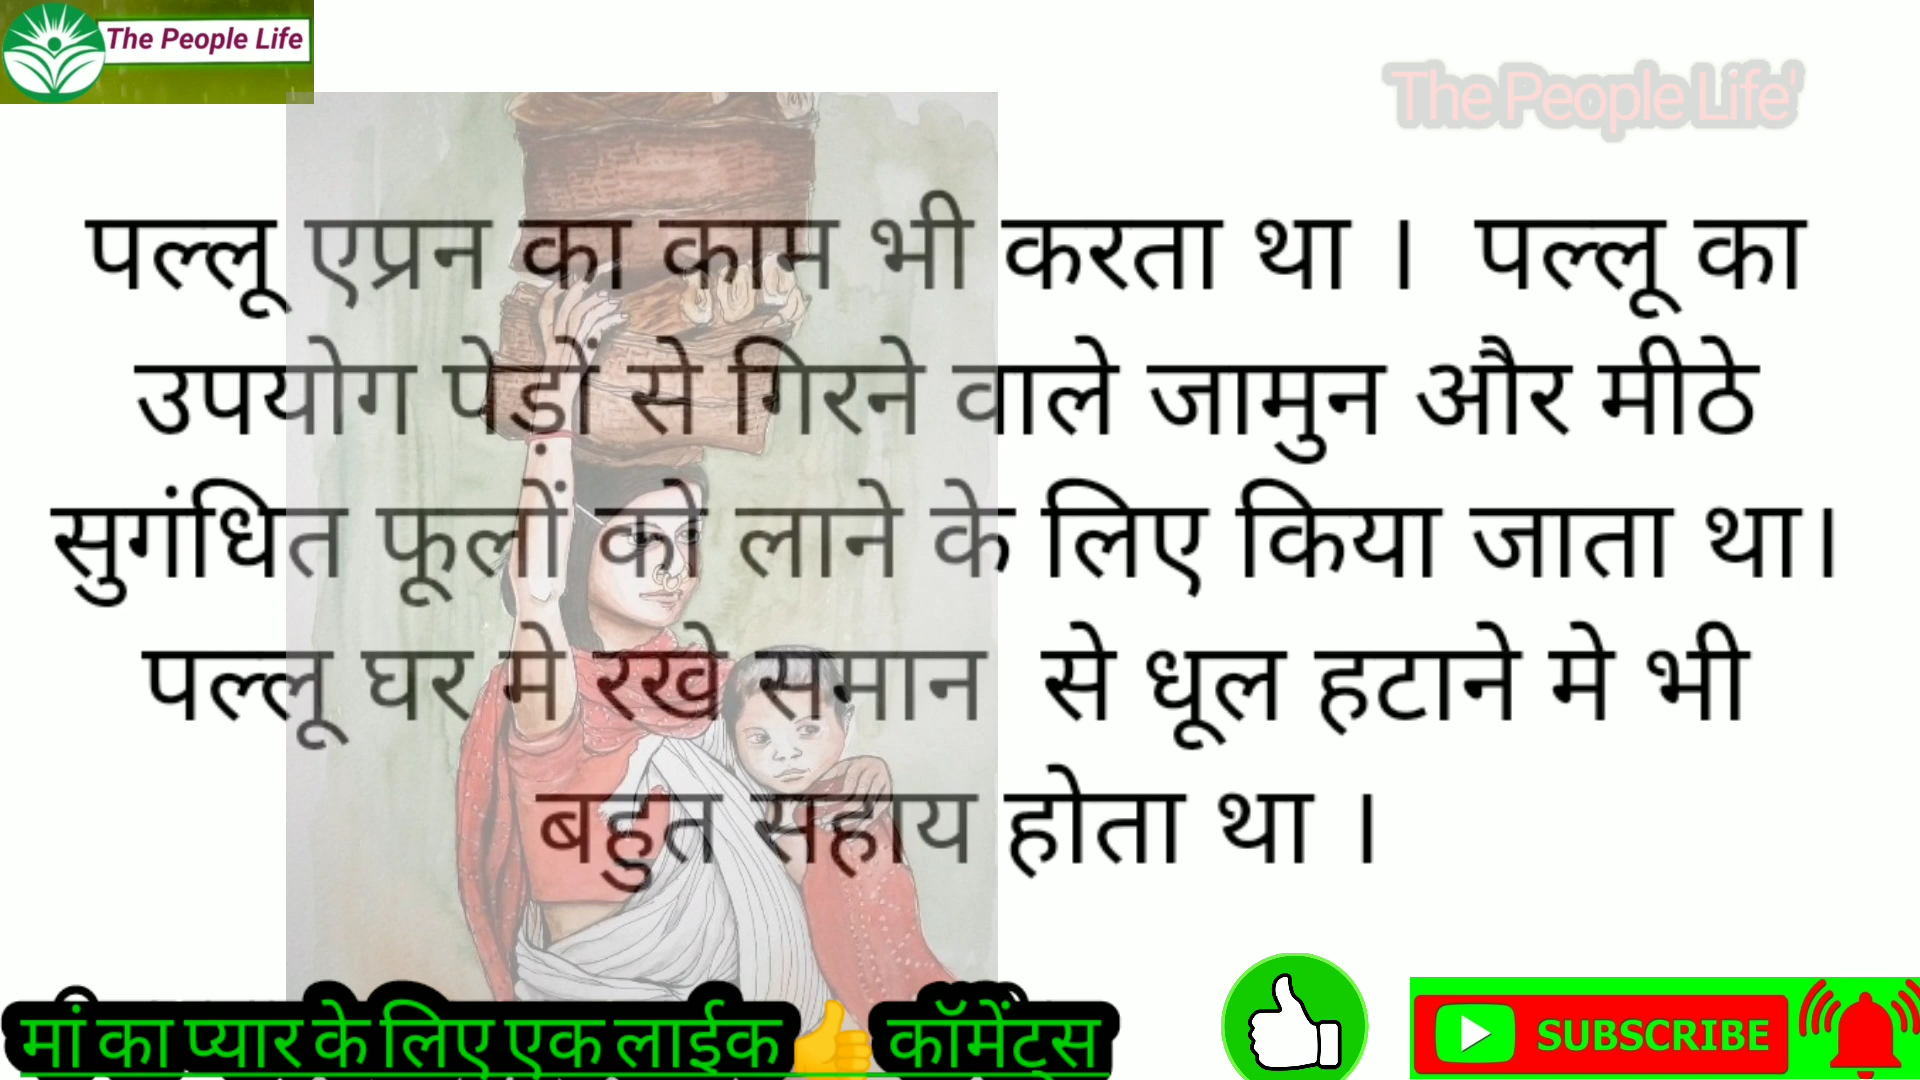 The People Life
'The People Life'
पल्लू एप्रन का काम भी करता था । पल्लू का
उपयोग पेडों से गिरने वाले जामुन और मीठे
सुगंधित फूलों को लाने के लिए किया जाता था।
पल्लू घर मे रखे समान से धूल हटाने मे भी
बहुत सहाय होता था ।
मां का प्यार के लिए एक लाईक 👍 कॉमेंट्स
SUBSCRIBE